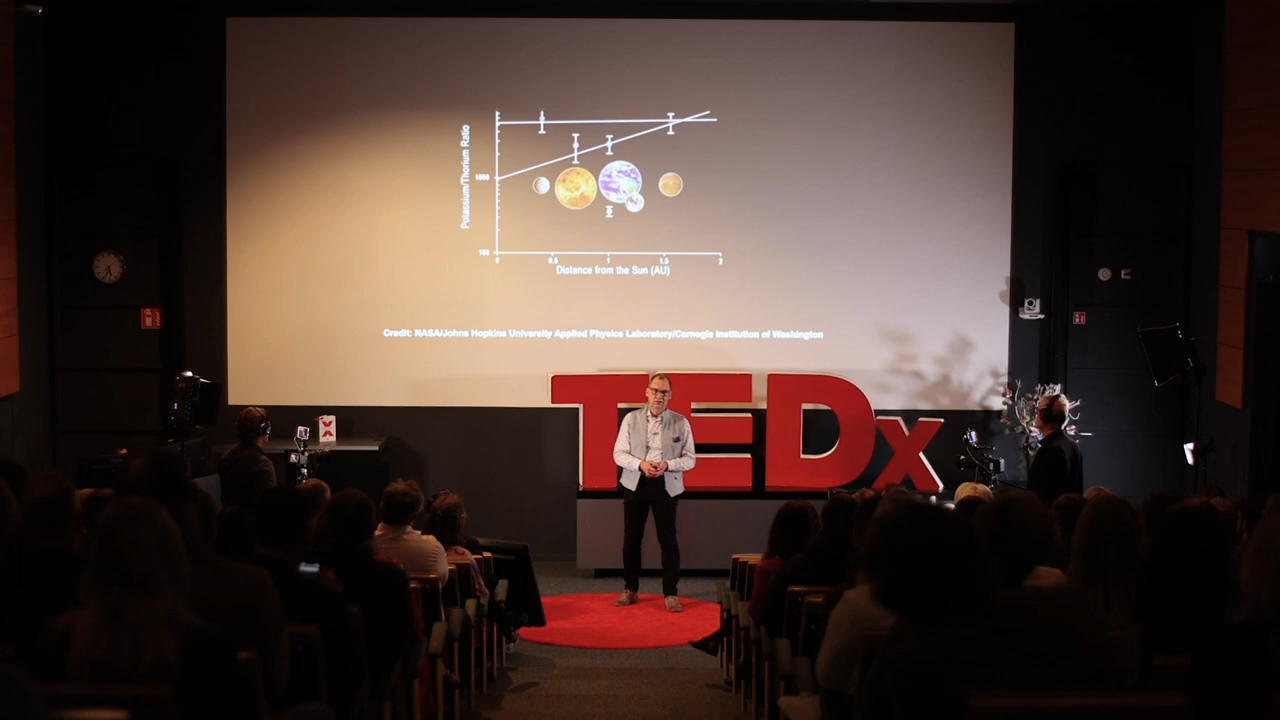 Potassium/Thorium Ratio
1000
100
0
0.5
1
1.5
2
Distance from the Sun (AU)
Credit: NASA/Johns Hopkins University Applied Physics Laboratory/Carnegie Institution of Washington
TEDx
X